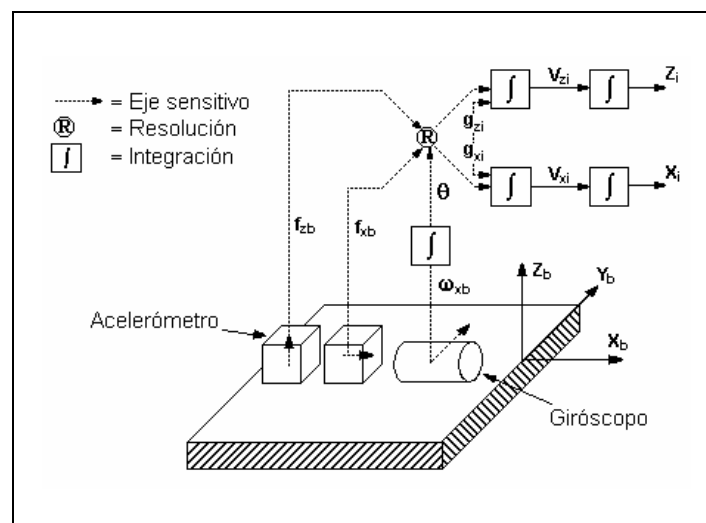 = Eje sensitivo
R = Resolución
∫ = Integración
V_zi
Z_i
g_zi
g_xi
V_xi
X_i
θ
f_zb
f_xb
ω_xb
Z_b
Y_b
X_b
Acelerómetro
Giróscopo
R
∫
∫
∫
∫
∫